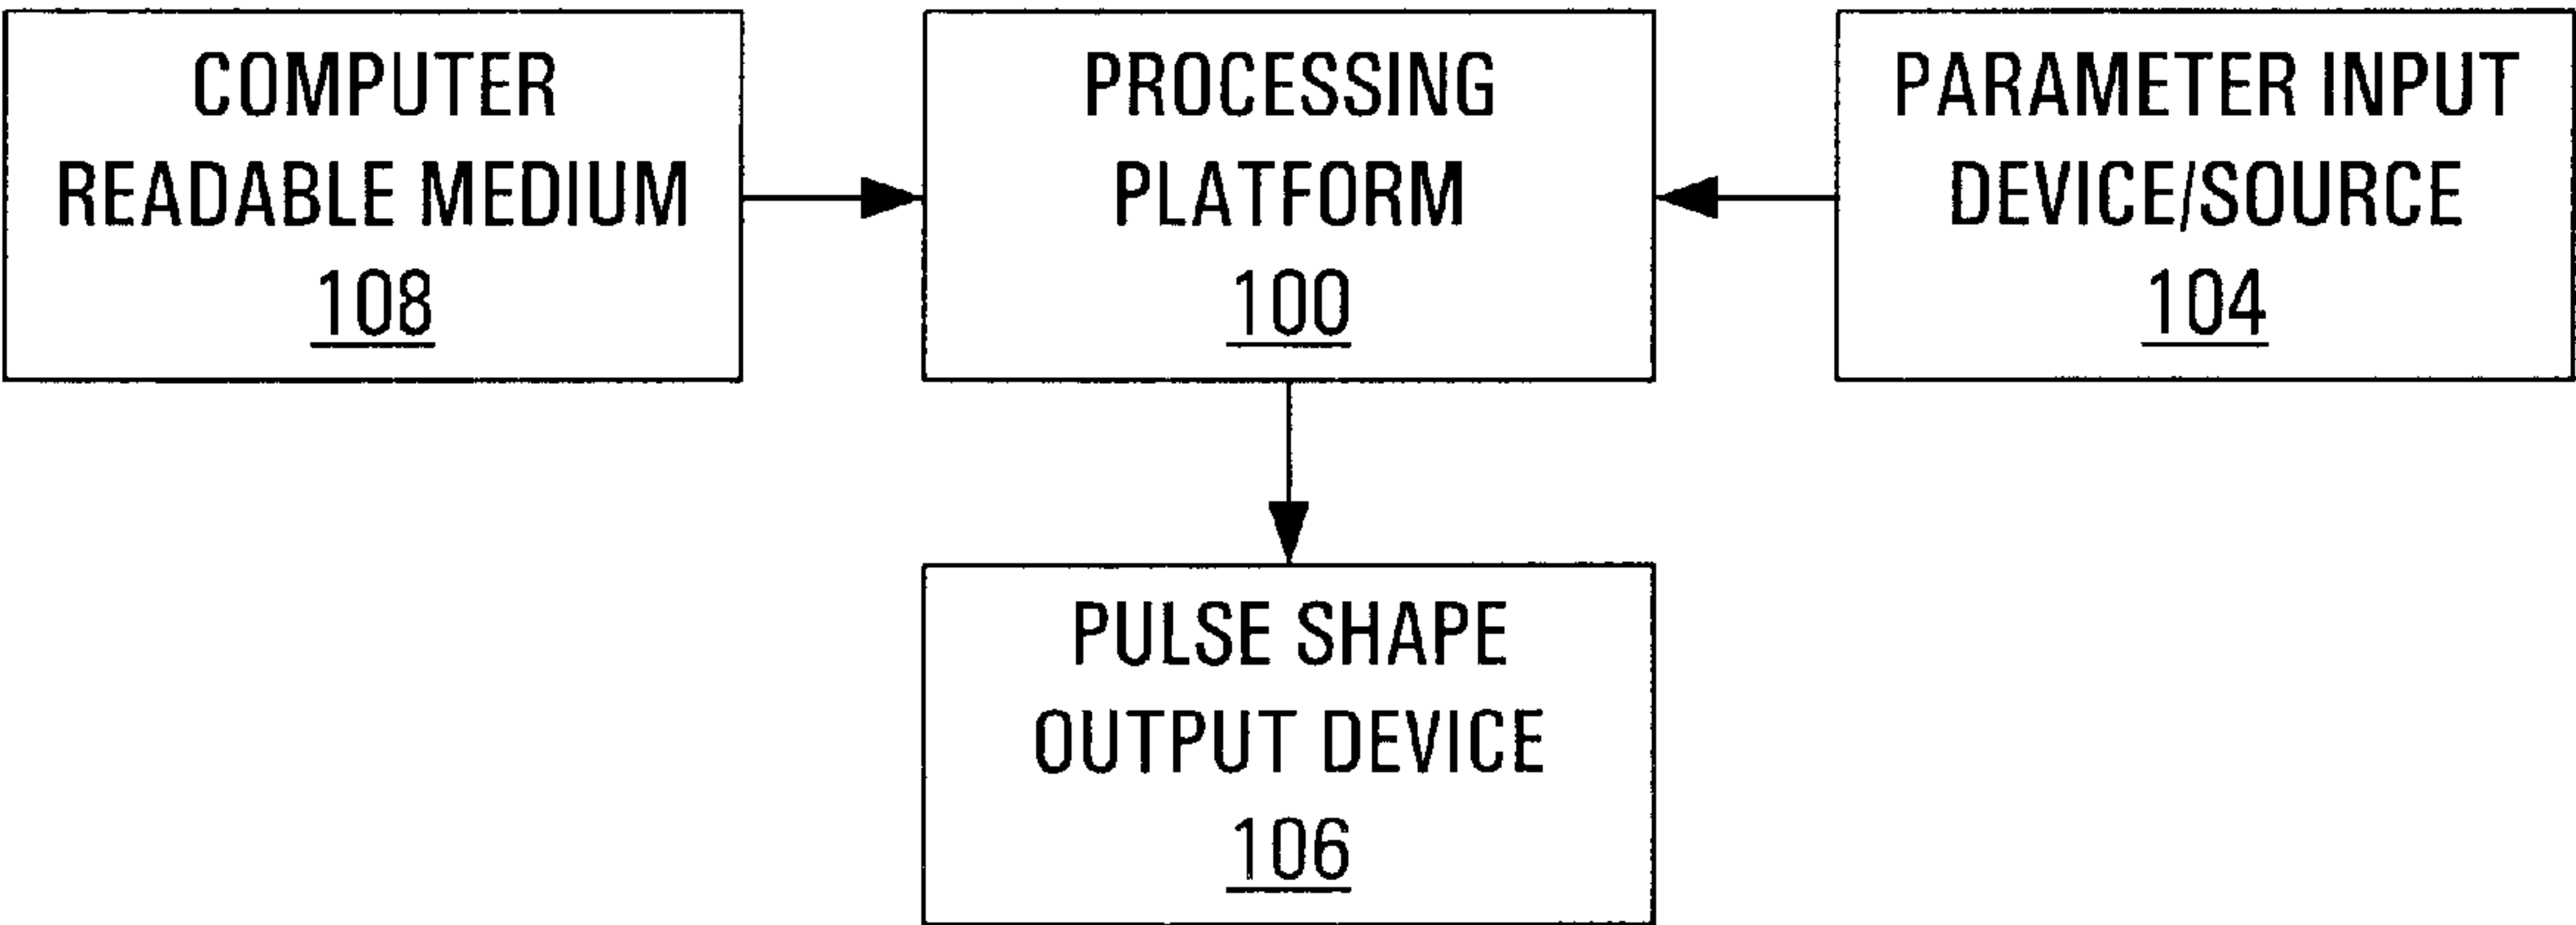 COMPUTER
READABLE MEDIUM
108
PROCESSING
PLATFORM
100
PARAMETER INPUT
DEVICE/SOURCE
104
PULSE SHAPE
OUTPUT DEVICE
106